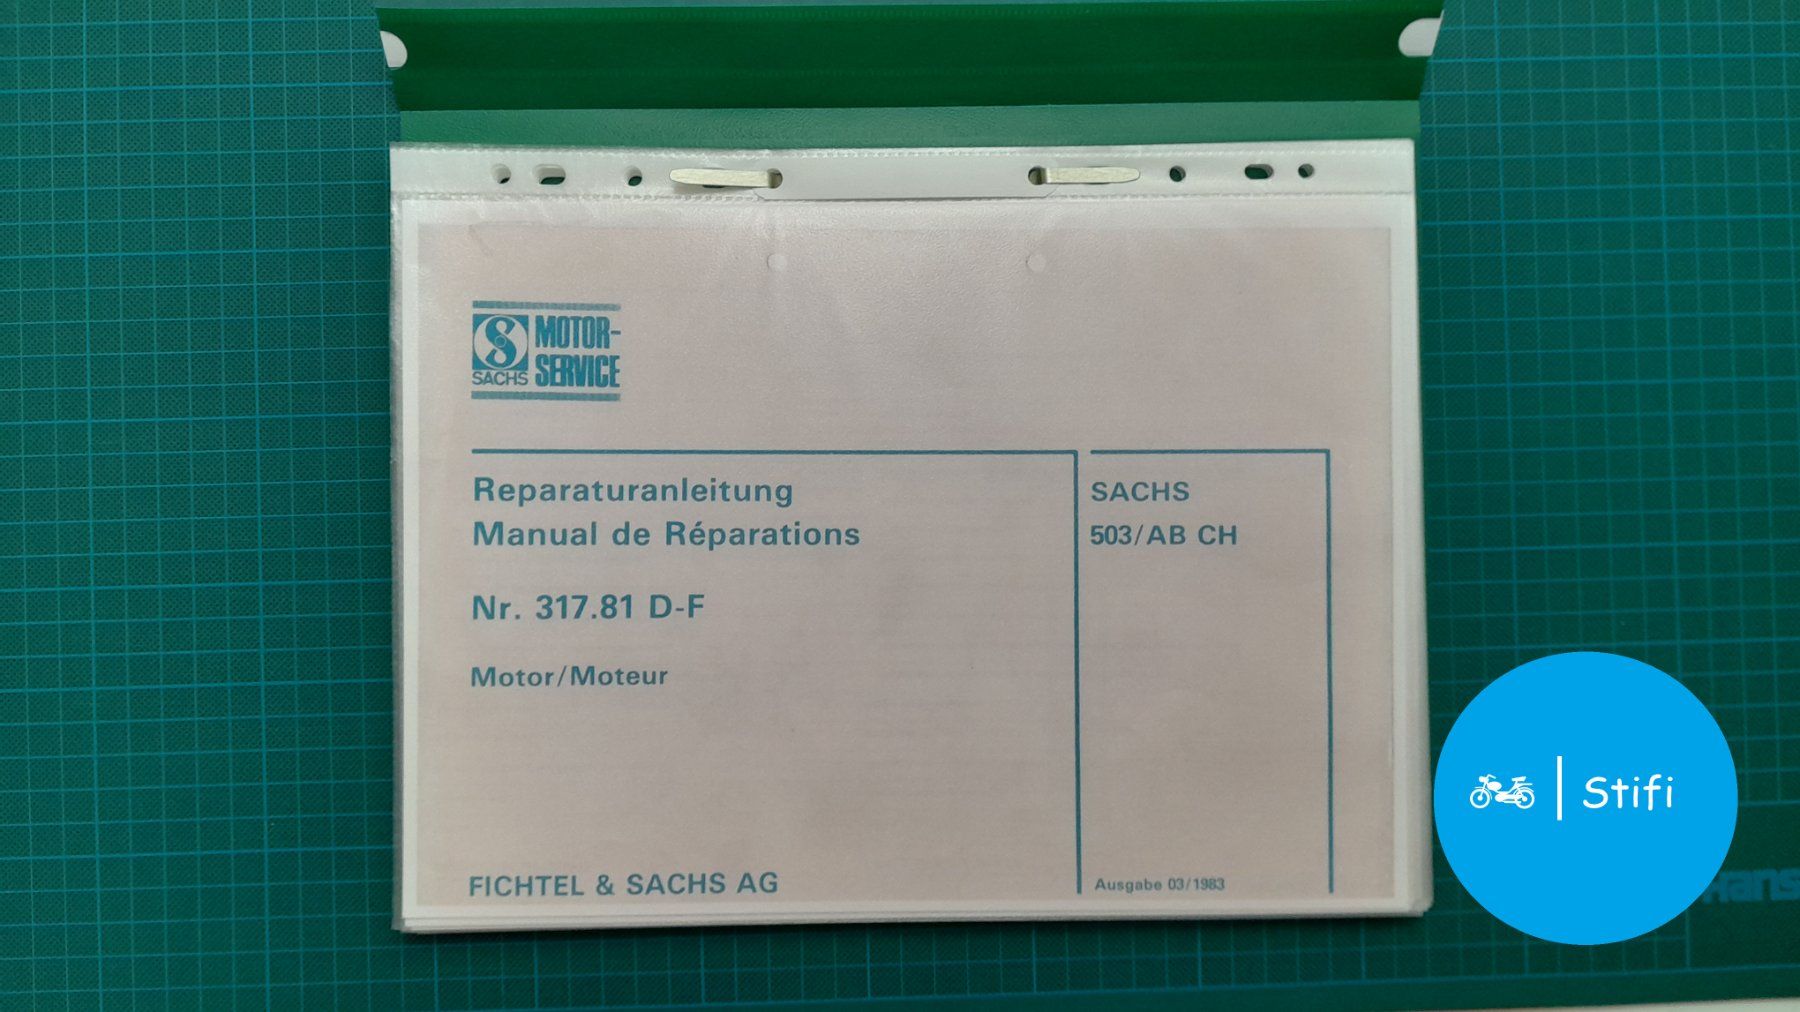 MOTOR-
SERVICE
SACHS
Reparaturanleitung
Manual de Réparations
Nr. 317.81 D-F
Motor/Moteur
FICHTEL & SACHS AG
SACHS
503/AB CH
Ausgabe 03/1983
Stifi